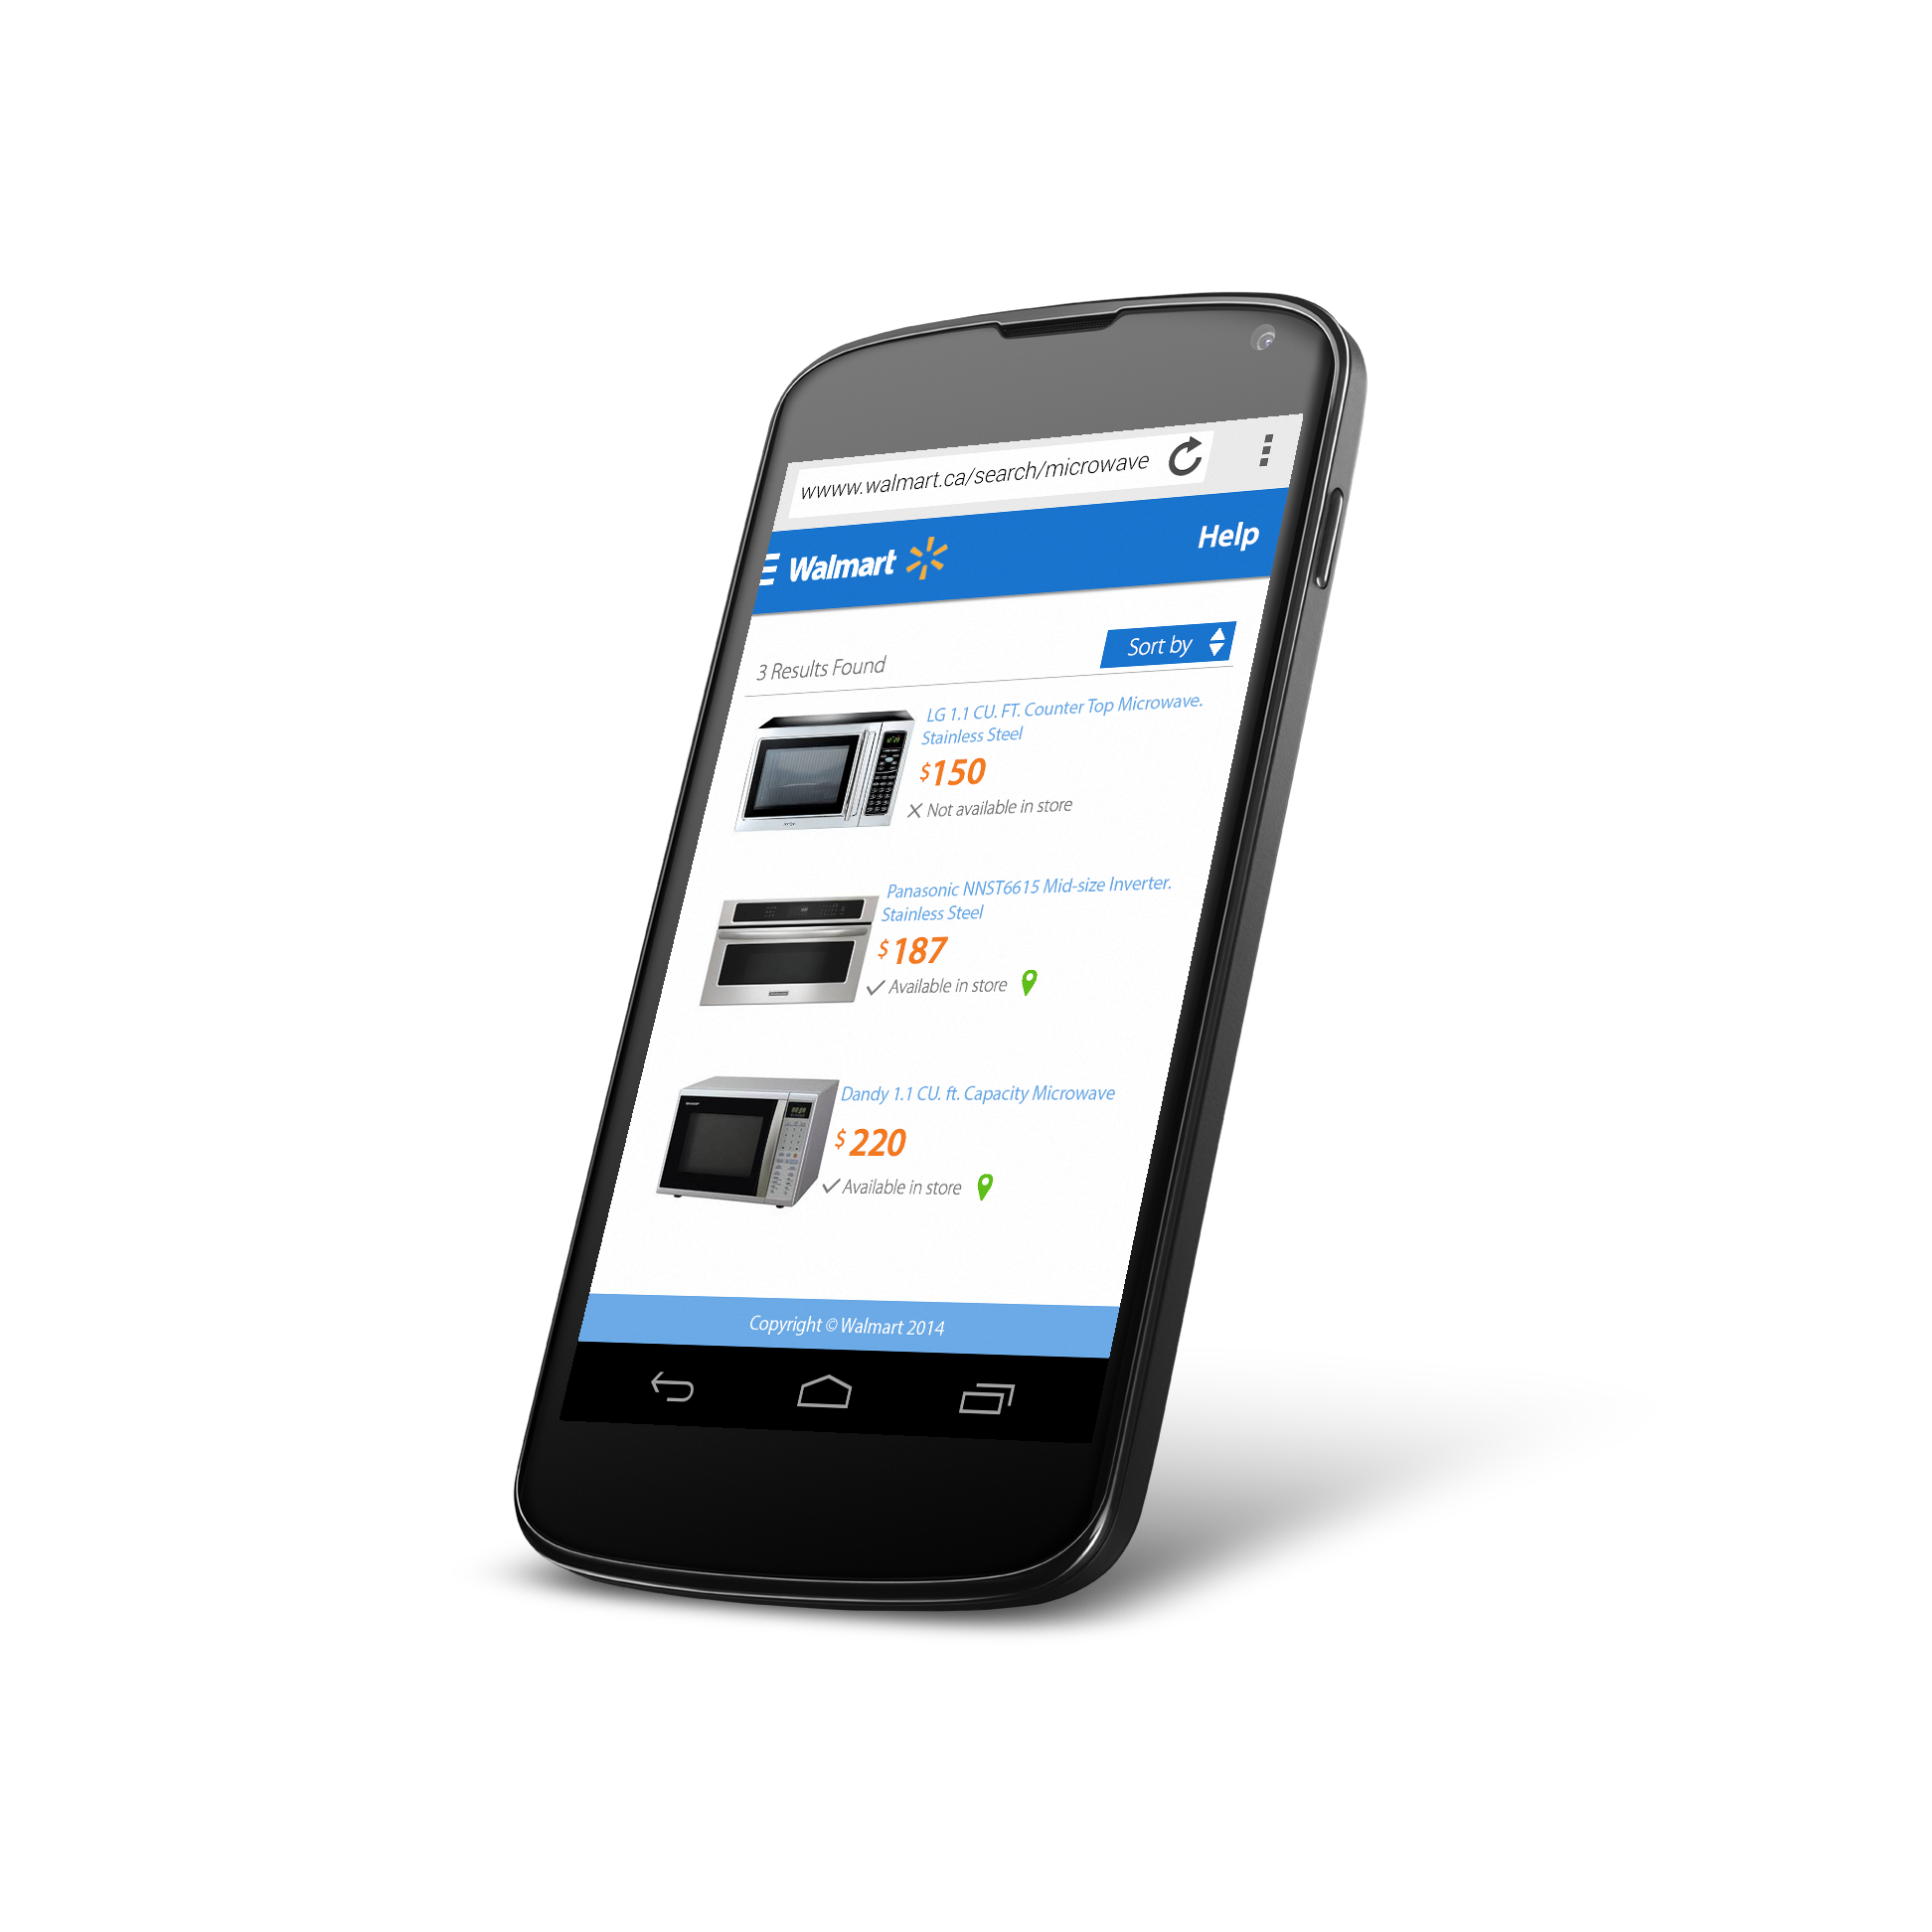 wwww.walmart.ca/search/microwave
Walmart
Help
3 Results Found
Sort by
LG 1.1 CU. FT. Counter Top Microwave.
Stainless Steel
$150
Not available in store
Panasonic NNST6615 Mid-size Inverter.
Stainless Steel
$187
Available in store
Dandy 1.1 CU. ft. Capacity Microwave
$220
Available in store
Copyright © Walmart 2014